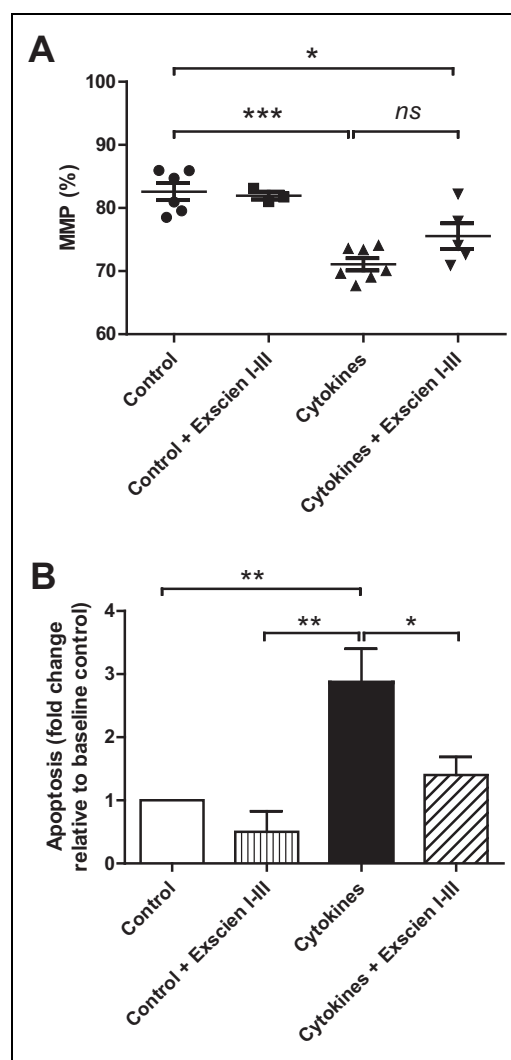 A
*
***
ns
100
90
80
70
60
MMP (%)
Control
Control + Exscien I-III
Cytokines
Cytokines + Exscien I-III
B
**
**
*
4
3
2
1
0
Apoptosis (fold change
relative to baseline control)
Control
Control + Exscien I-III
Cytokines
Cytokines + Exscien I-III